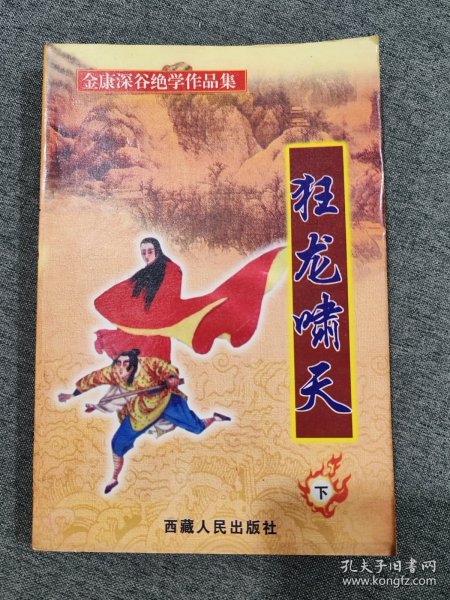 金康深谷绝学作品集
狂龙啸天
下
西藏人民出版社
孔夫子旧书网
www.kongfz.com